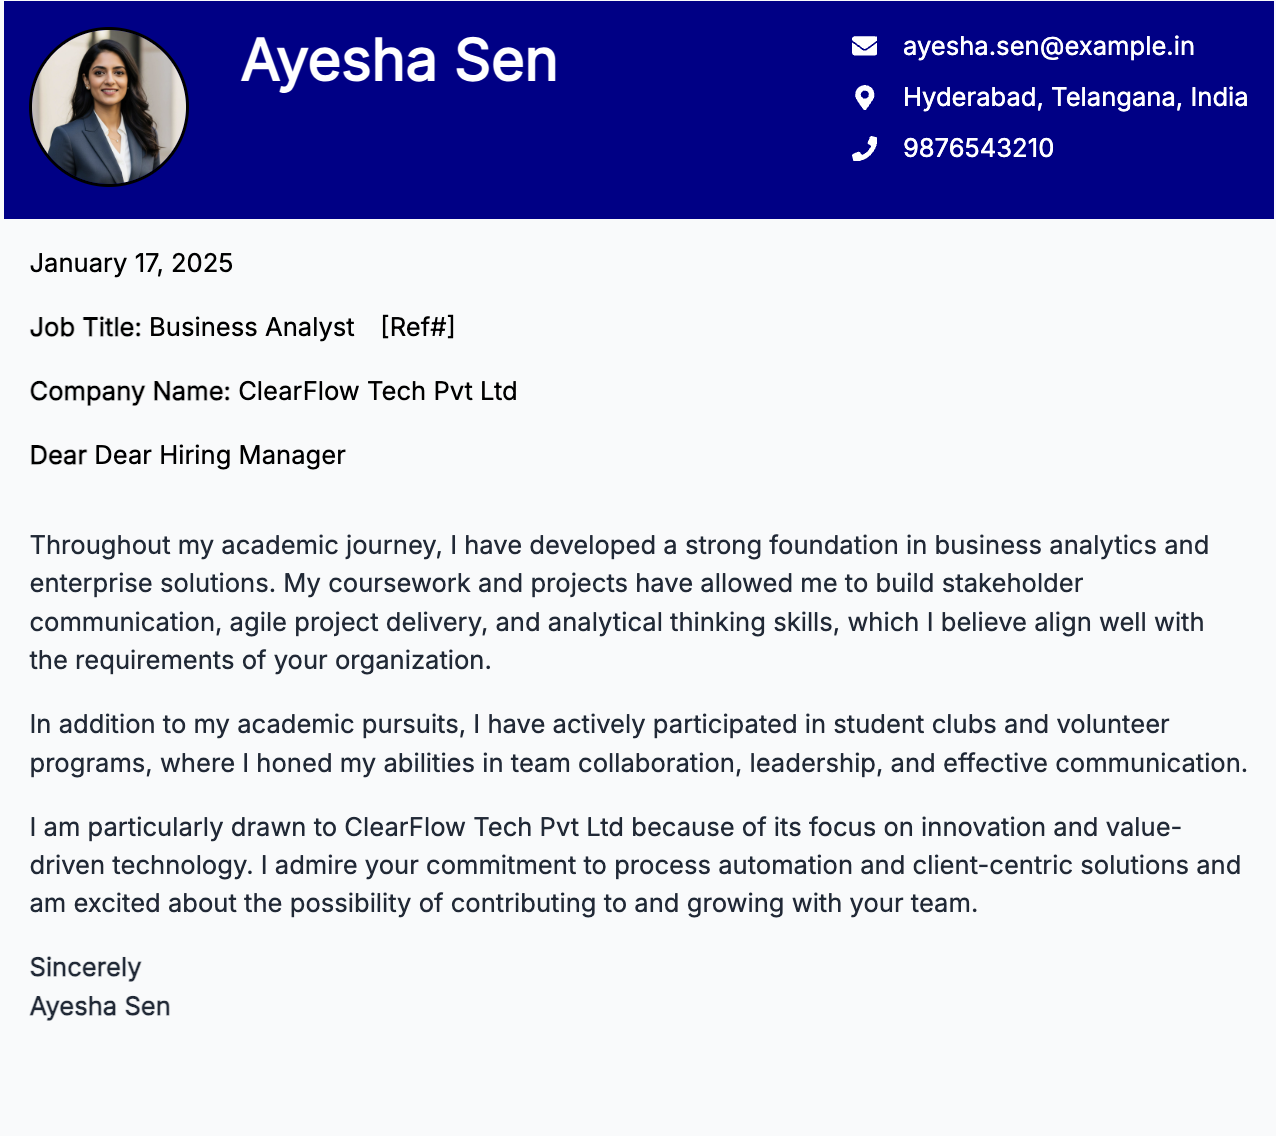 Ayesha Sen
ayesha.sen@example.in
Hyderabad, Telangana, India
9876543210
January 17, 2025
Job Title: Business Analyst [Ref#]
Company Name: ClearFlow Tech Pvt Ltd
Dear Dear Hiring Manager
Throughout my academic journey, I have developed a strong foundation in business analytics and
enterprise solutions. My coursework and projects have allowed me to build stakeholder
communication, agile project delivery, and analytical thinking skills, which I believe align well with
the requirements of your organization.
In addition to my academic pursuits, I have actively participated in student clubs and volunteer
programs, where I honed my abilities in team collaboration, leadership, and effective communication.
I am particularly drawn to ClearFlow Tech Pvt Ltd because of its focus on innovation and value-
driven technology. I admire your commitment to process automation and client-centric solutions and
am excited about the possibility of contributing to and growing with your team.
Sincerely
Ayesha Sen